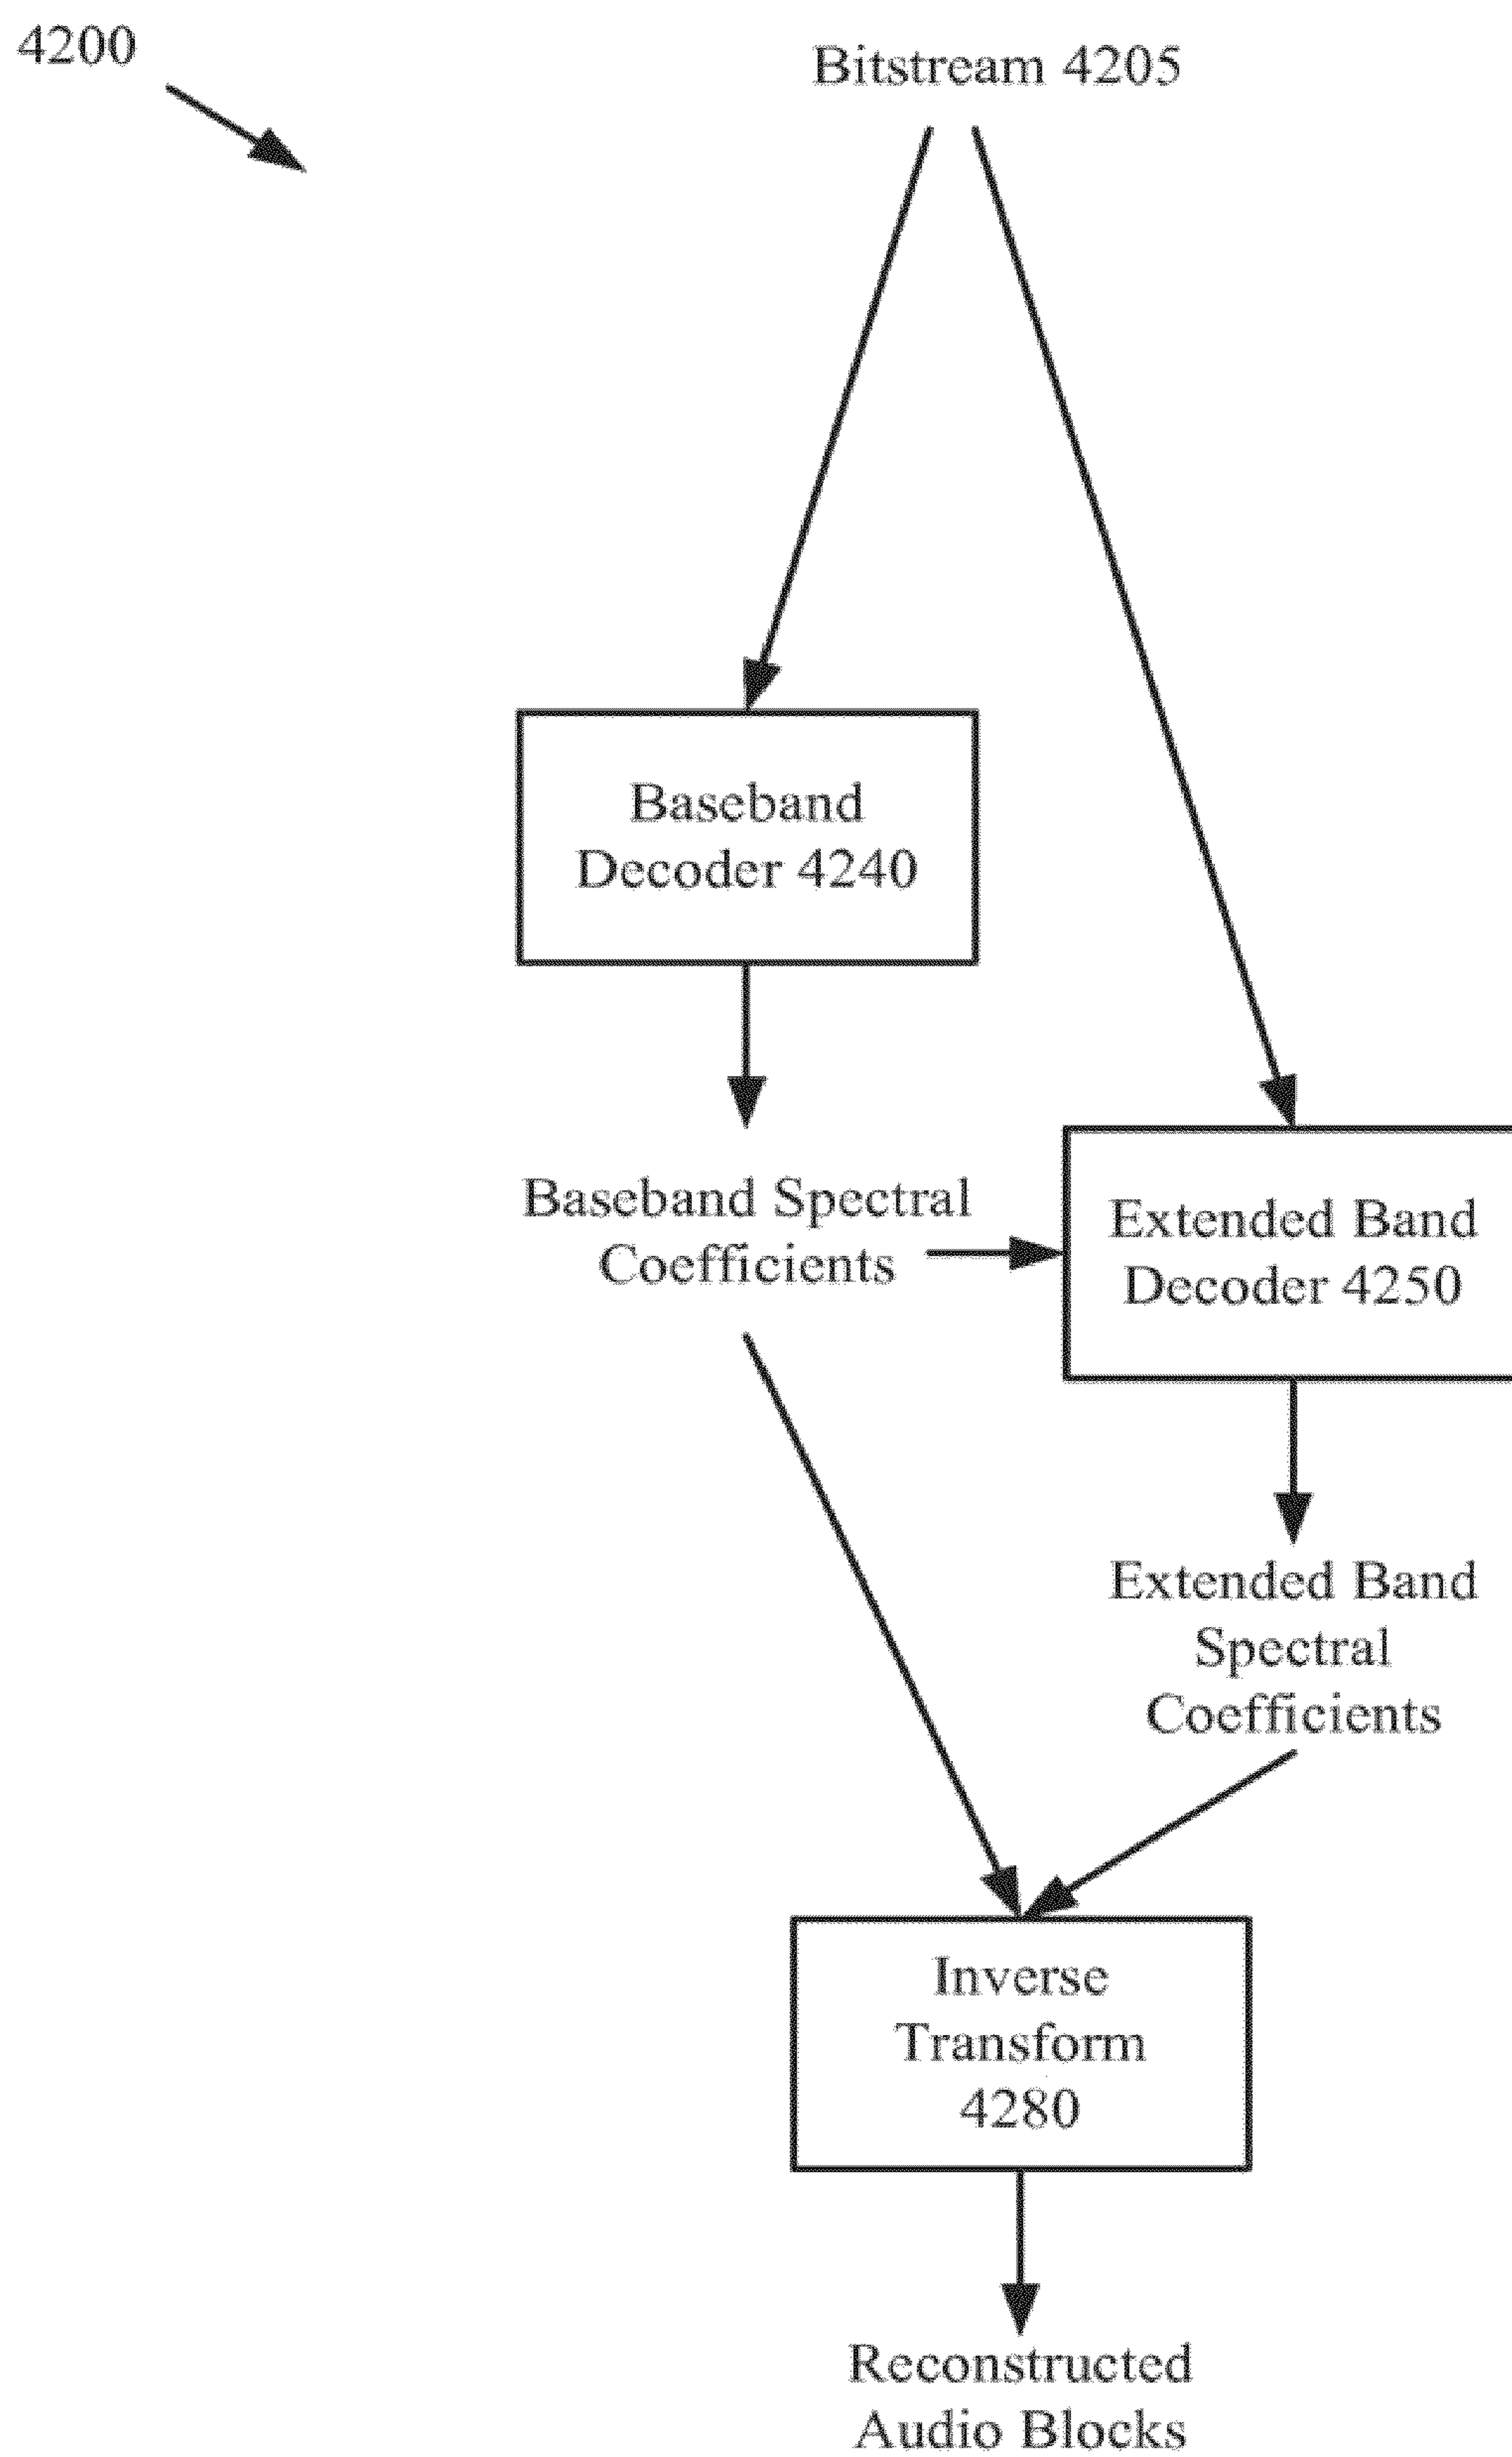 4200
Bitstream 4205
Baseband
Decoder 4240
Baseband Spectral
Coefficients
Extended Band
Decoder 4250
Extended Band
Spectral
Coefficients
Inverse
Transform
4280
Reconstructed
Audio Blocks